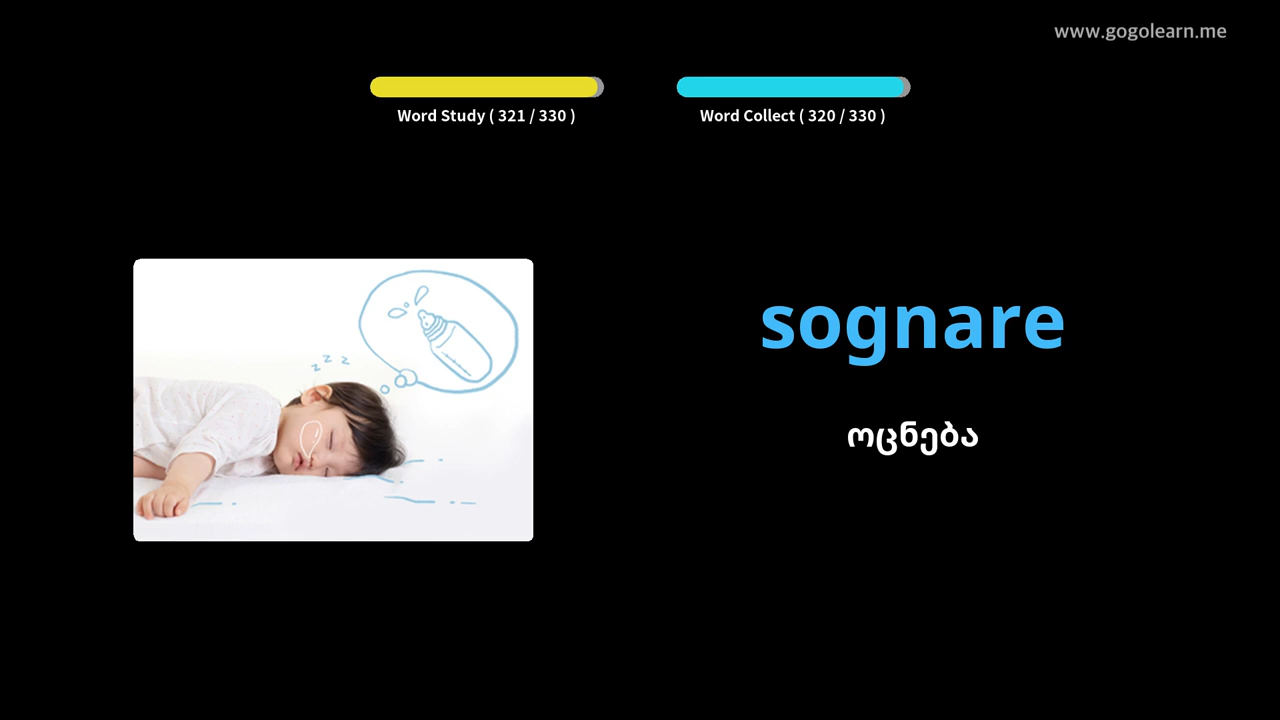 www.gogolearn.me
Word Study ( 321 / 330 )
Word Collect ( 320 / 330 )
z z z
sognare
ოცნება